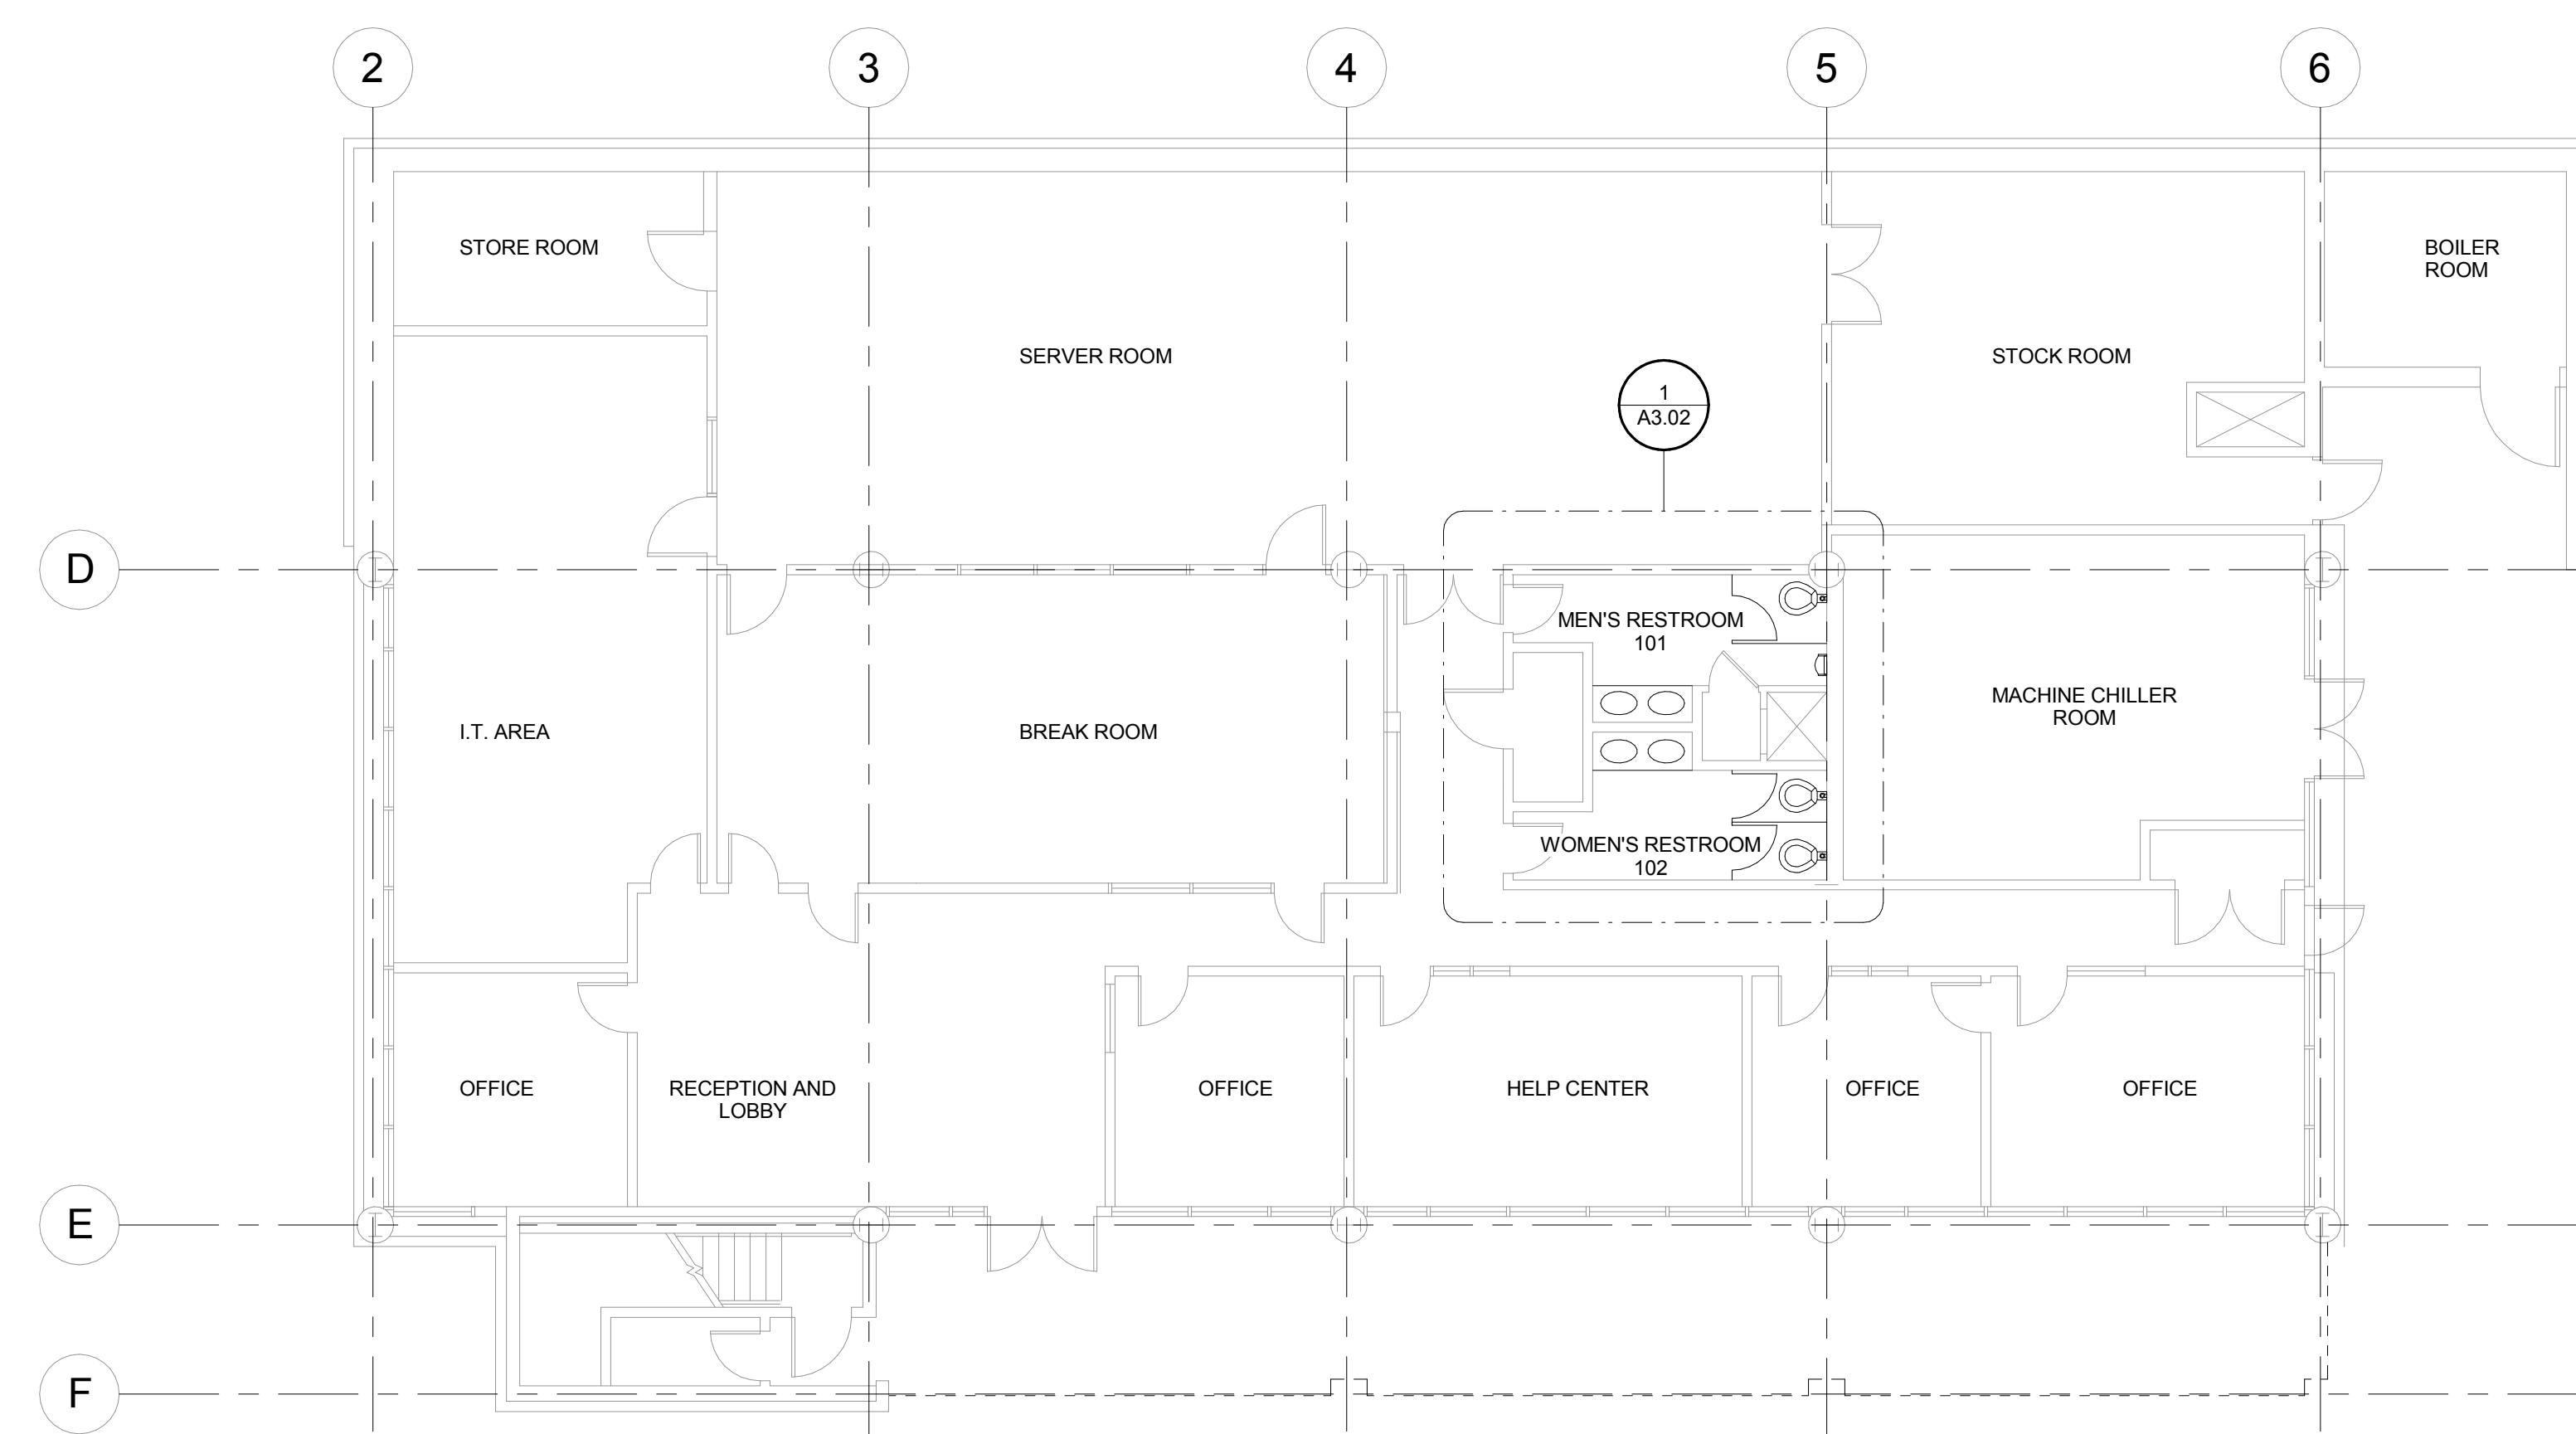 2
3
4
5
6
STORE ROOM
BOILER
ROOM
SERVER ROOM
STOCK ROOM
1
A3.02
D
MEN'S RESTROOM
101
I.T. AREA
BREAK ROOM
MACHINE CHILLER
ROOM
WOMEN'S RESTROOM
102
OFFICE
RECEPTION AND
LOBBY
OFFICE
HELP CENTER
OFFICE
OFFICE
E
F